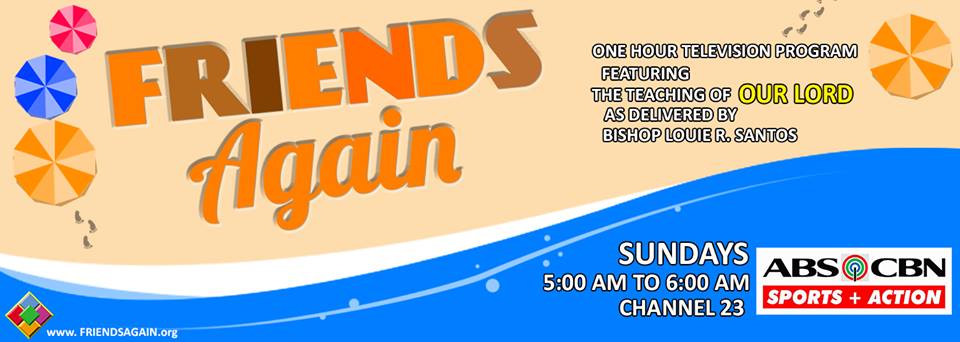 FRIENDS
Again
ONE HOUR TELEVISION PROGRAM
FEATURING
THE TEACHING OF OUR LORD
AS DELIVERED BY
BISHOP LOUIE R. SANTOS
SUNDAYS
5:00 AM TO 6:00 AM
CHANNEL 23
ABS CBN
SPORTS + ACTION
www. FRIENDSAGAIN.org